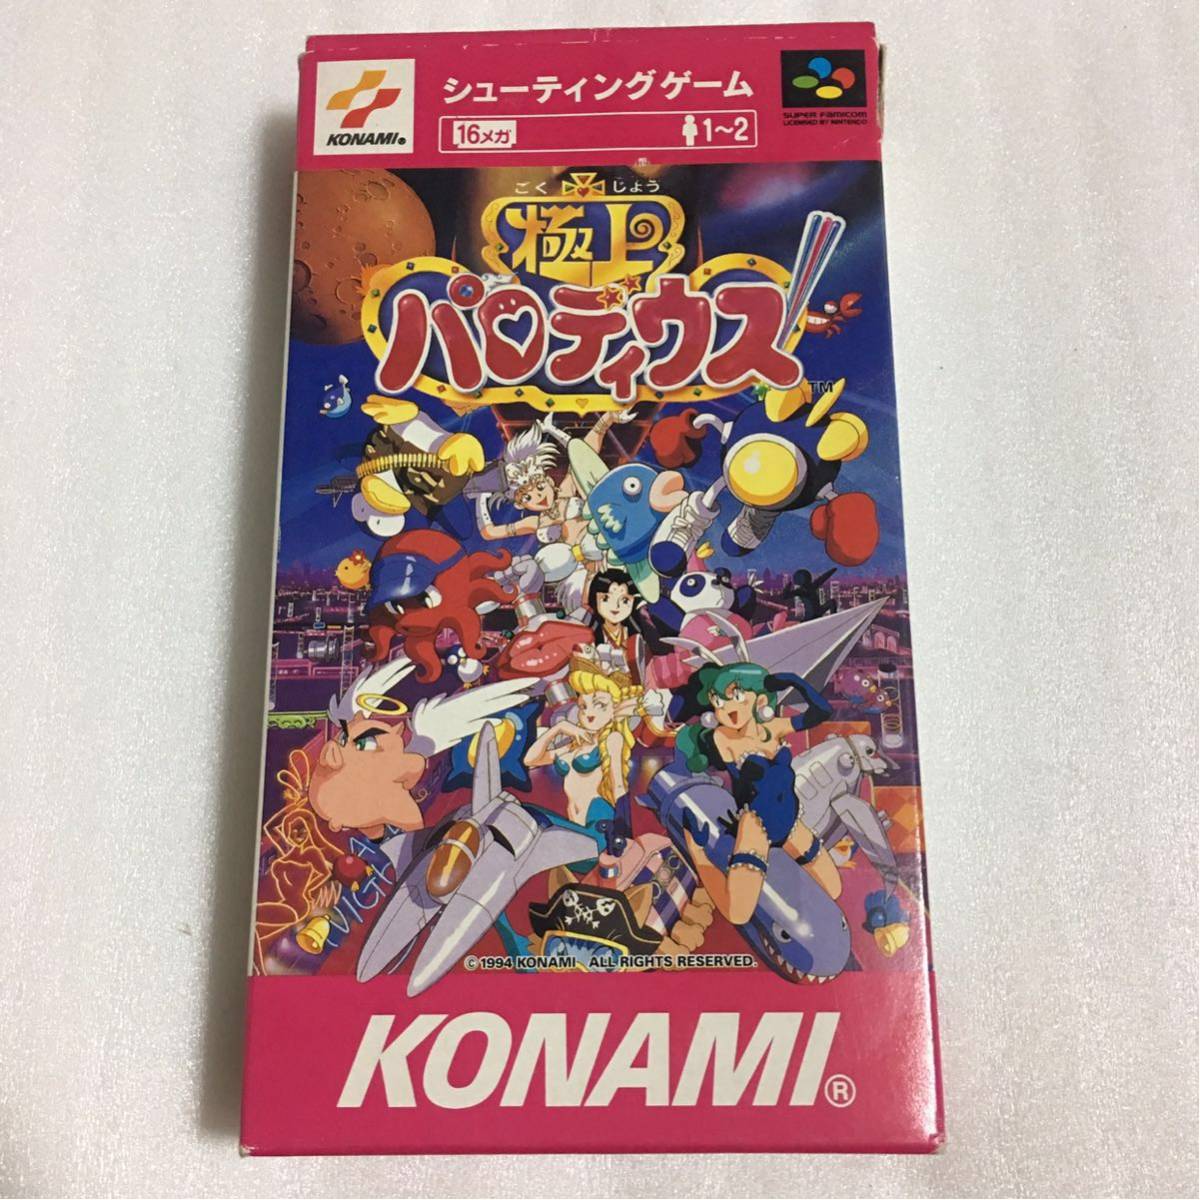 KONAMI®
シューティングゲーム
16メガ 1〜2
SUPER FAMICOM
LICENSED BY NINTENDO
ごく じょう
極上
パロディウス！
TM
NIGH
© 1994 KONAMI ALL RIGHTS RESERVED.
KONAMI®